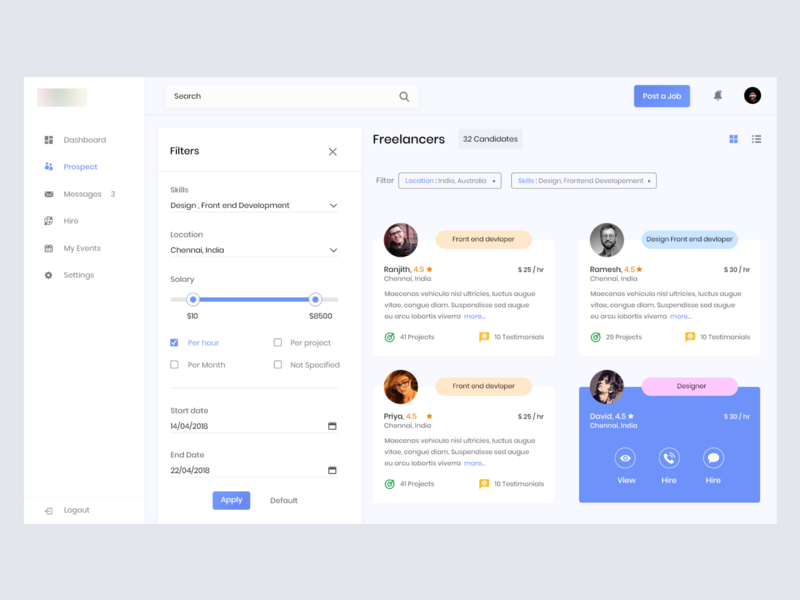 Search
Post a Job
Dashboard
Prospect
Messages 3
Hire
My Events
Settings
Logout
Filters
Skills
Design , Front end Development
Location
Chennai, India
Salary
$10 $8500
Per hour Per project
Per Month Not Specified
Start date
14/04/2018
End Date
22/04/2018
Apply Default
Freelancers 32 Candidates
Filter Location : India, Australia Skills : Design, Frontend Developement
Front end devloper
Ranjith, 4.5 $ 25 / hr
Chennai, India
Maecenas vehicula nisl ultricies, luctus augue
vitae, congue diam. Suspendisse sed augue
eu arcu lobortis viverra more...
41 Projects 10 Testimonials
Design Front end devloper
Ramesh, 4.5 $ 30 / hr
Chennai, India
Maecenas vehicula nisl ultricies, luctus augue
vitae, congue diam. Suspendisse sed augue
eu arcu lobortis viverra more...
29 Projects 10 Testimonials
Front end devloper
Priya, 4.5 $ 25 / hr
Chennai, India
Maecenas vehicula nisl ultricies, luctus augue
vitae, congue diam. Suspendisse sed augue
eu arcu lobortis viverra more...
41 Projects 10 Testimonials
Designer
David, 4.5 $ 30 / hr
Chennai, India
View Hire Hire